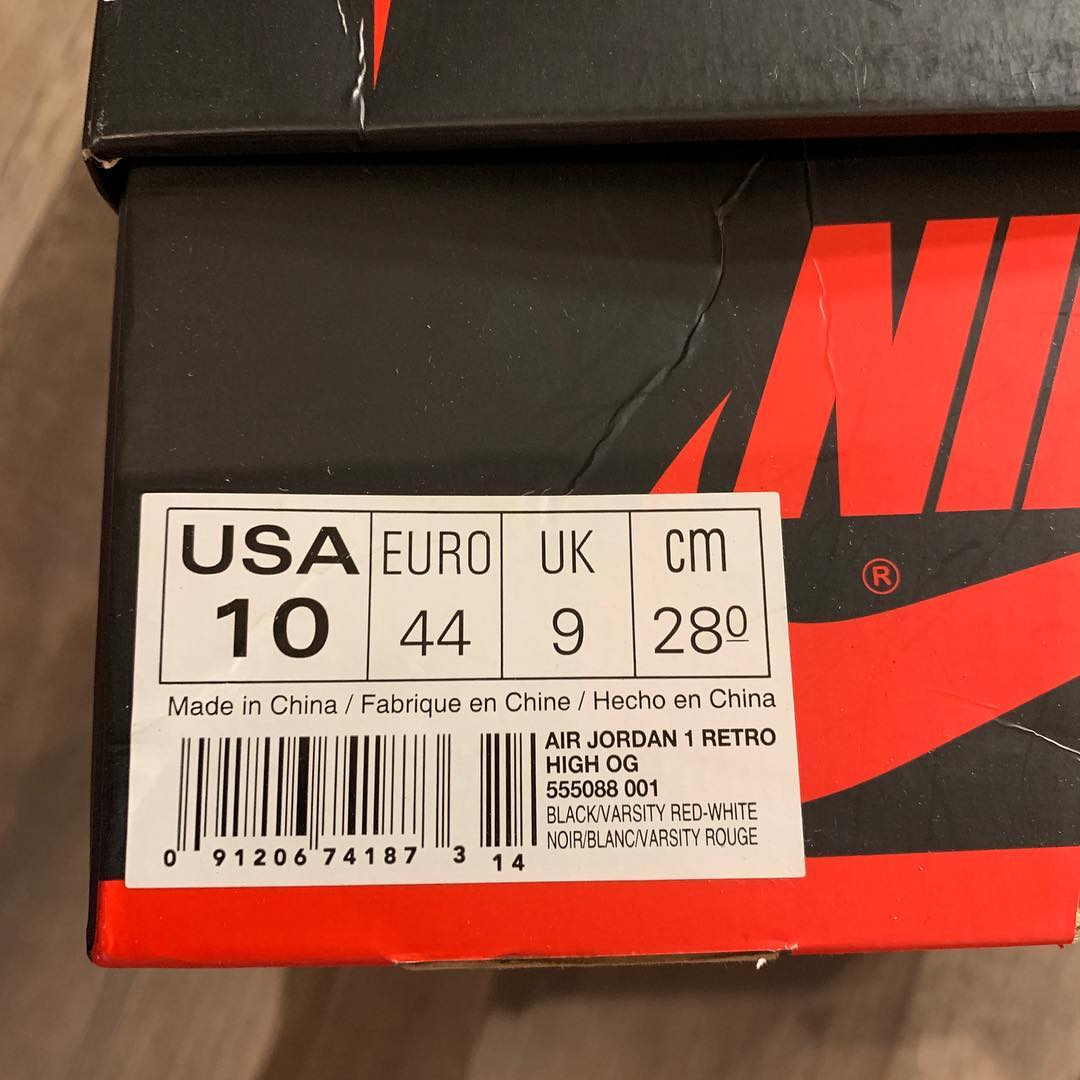 NI
®
USA EURO UK cm
10 44 9 28⁰
Made in China / Fabrique en Chine / Hecho en China
AIR JORDAN 1 RETRO
HIGH OG
555088 001
BLACK/VARSITY RED-WHITE
NOIR/BLANC/VARSITY ROUGE
0 91206 74187 3 14